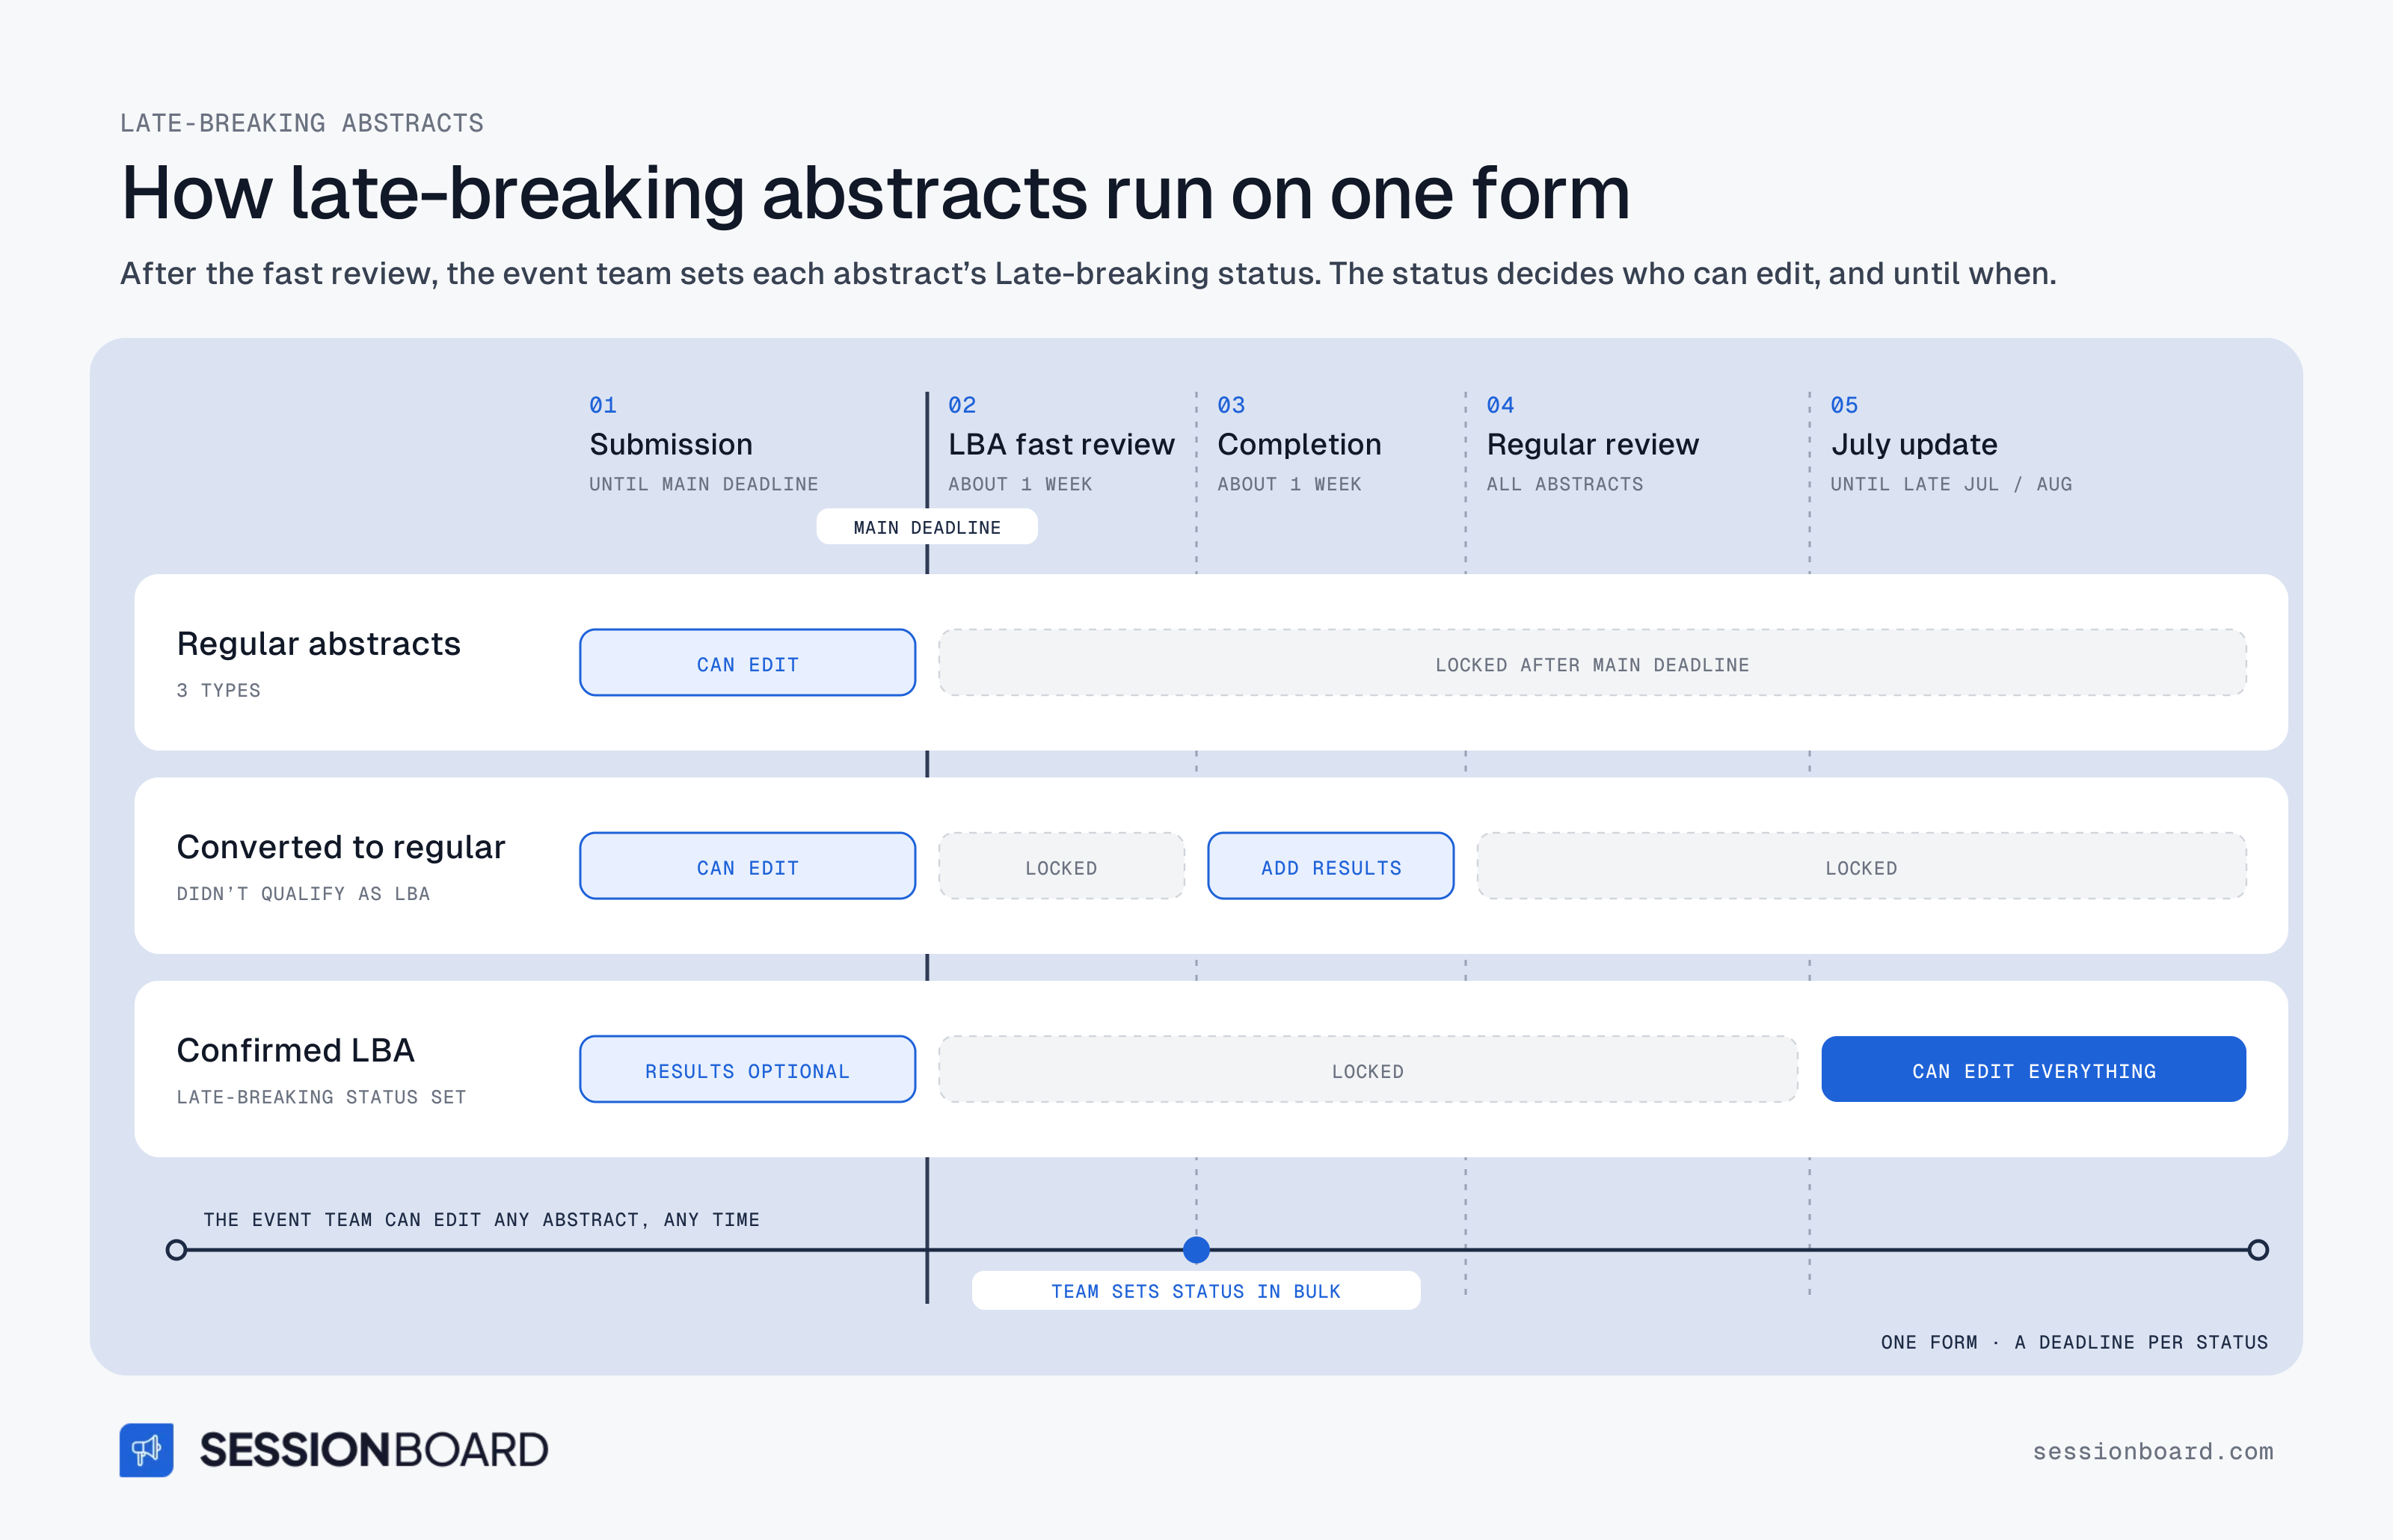 LATE-BREAKING ABSTRACTS
How late-breaking abstracts run on one form
After the fast review, the event team sets each abstract’s Late-breaking status. The status decides who can edit, and until when.
01
Submission
UNTIL MAIN DEADLINE
02
LBA fast review
ABOUT 1 WEEK
03
Completion
ABOUT 1 WEEK
04
Regular review
ALL ABSTRACTS
05
July update
UNTIL LATE JUL / AUG
MAIN DEADLINE
Regular abstracts
3 TYPES
CAN EDIT
LOCKED AFTER MAIN DEADLINE
Converted to regular
DIDN’T QUALIFY AS LBA
CAN EDIT
LOCKED
ADD RESULTS
LOCKED
Confirmed LBA
LATE-BREAKING STATUS SET
RESULTS OPTIONAL
LOCKED
CAN EDIT EVERYTHING
THE EVENT TEAM CAN EDIT ANY ABSTRACT, ANY TIME
TEAM SETS STATUS IN BULK
ONE FORM · A DEADLINE PER STATUS
SESSIONBOARD
sessionboard.com